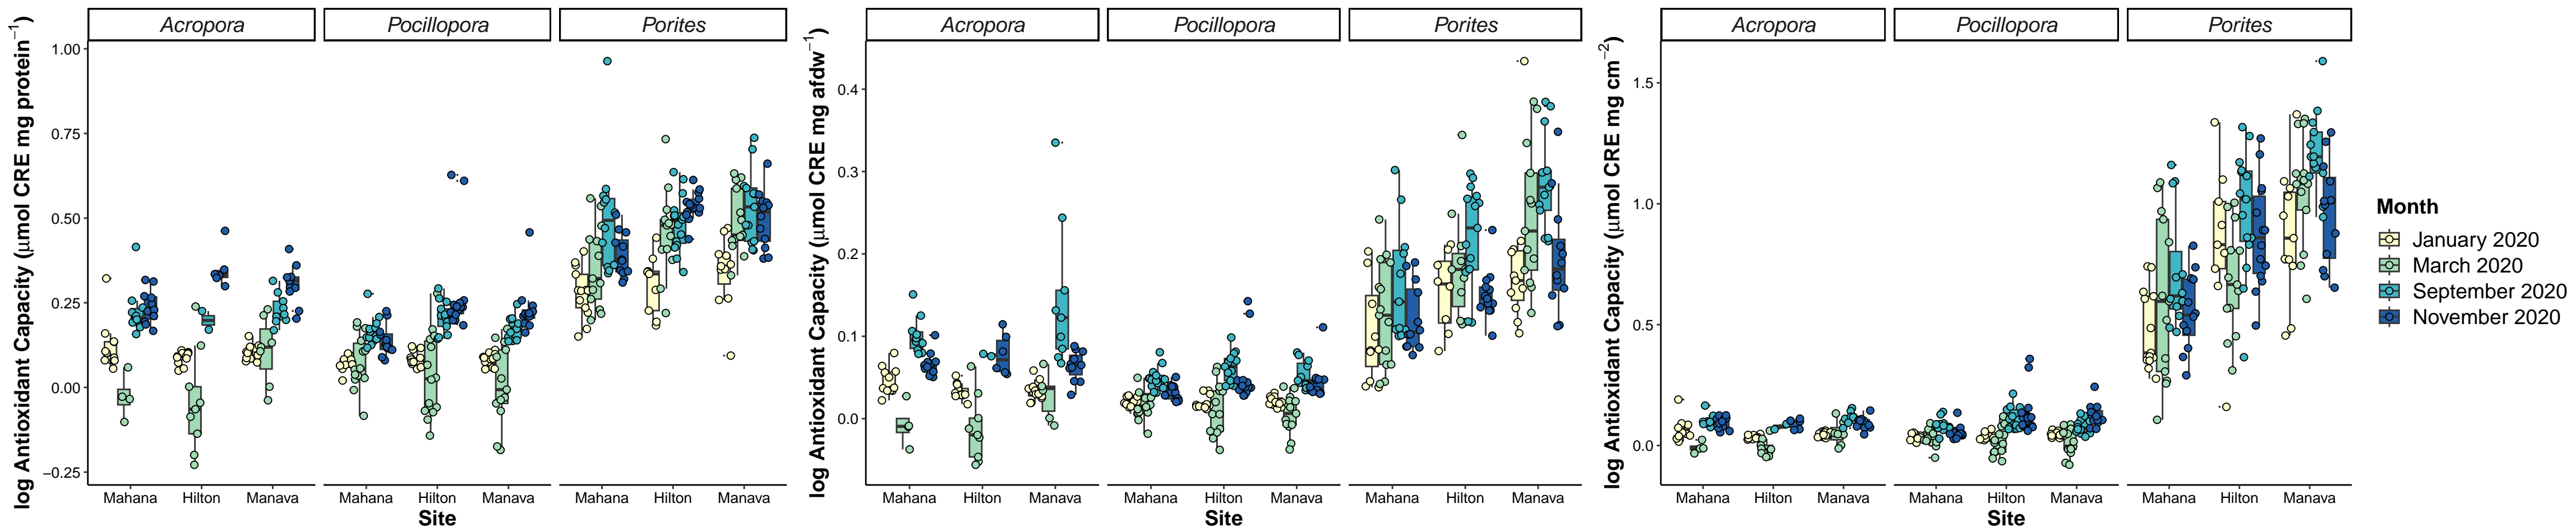 log Antioxidant Capacity (µmol CRE mg protein⁻¹)
Acropora Pocillopora Porites
1.00
0.75
0.50
0.25
0.00
−0.25
Mahana Hilton Manava Mahana Hilton Manava Mahana Hilton Manava
Site
log Antioxidant Capacity (µmol CRE mg afdw⁻¹)
Acropora Pocillopora Porites
0.4
0.3
0.2
0.1
0.0
Mahana Hilton Manava Mahana Hilton Manava Mahana Hilton Manava
Site
log Antioxidant Capacity (µmol CRE mg cm⁻²)
Acropora Pocillopora Porites
1.5
1.0
0.5
0.0
Mahana Hilton Manava Mahana Hilton Manava Mahana Hilton Manava
Site
Month
January 2020
March 2020
September 2020
November 2020